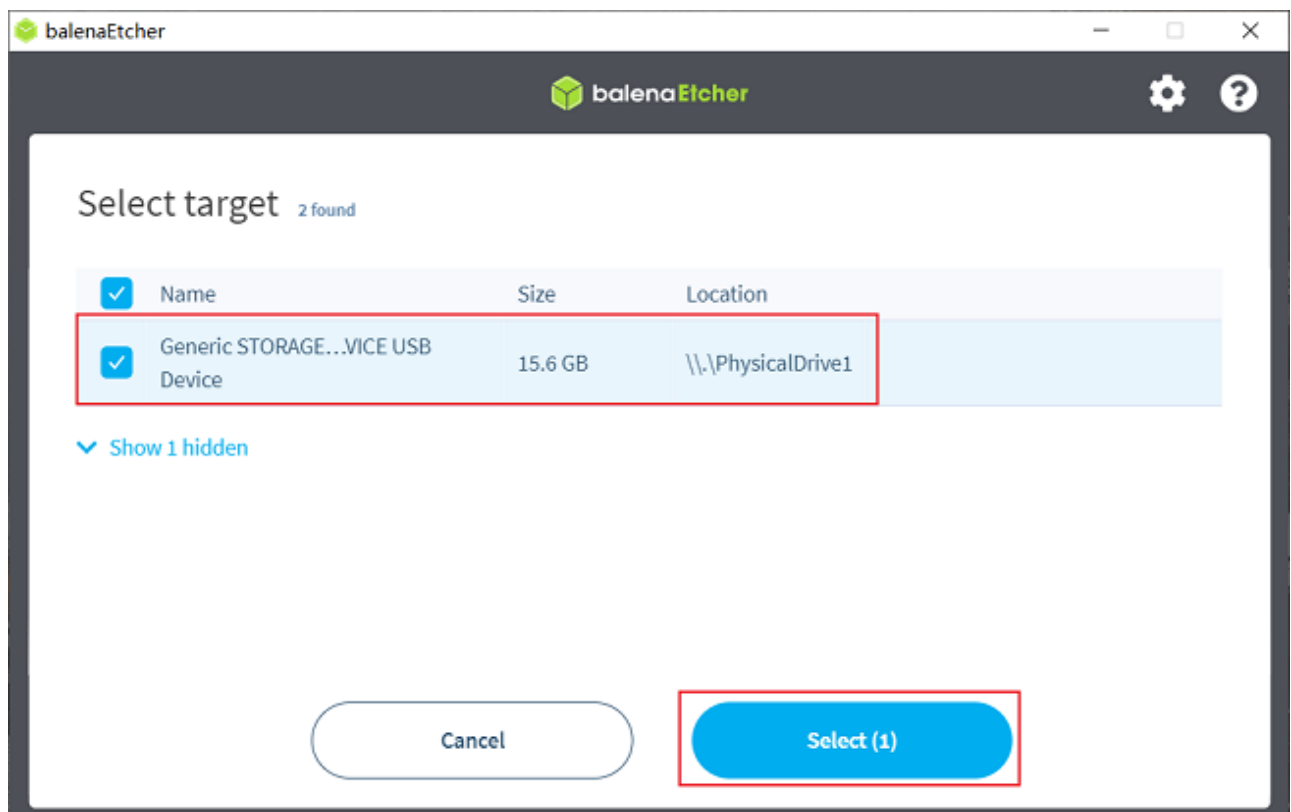 balenaEtcher
balenaEtcher
Select target 2 found
Name Size Location
Generic STORAGE...VICE USB
Device
15.6 GB \\.\PhysicalDrive1
Show 1 hidden
Cancel Select (1)